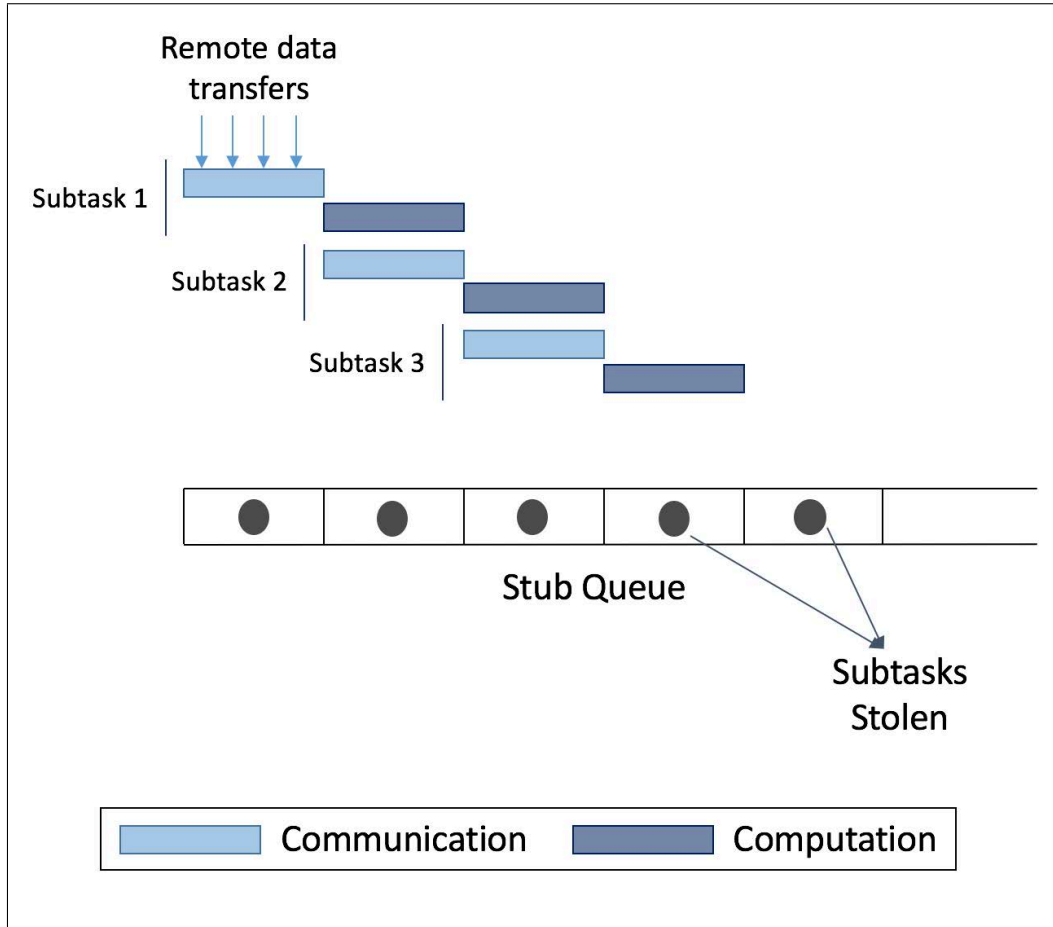 Remote data
transfers
Subtask 1
Subtask 2
Subtask 3
Stub Queue
Subtasks
Stolen
Communication
Computation